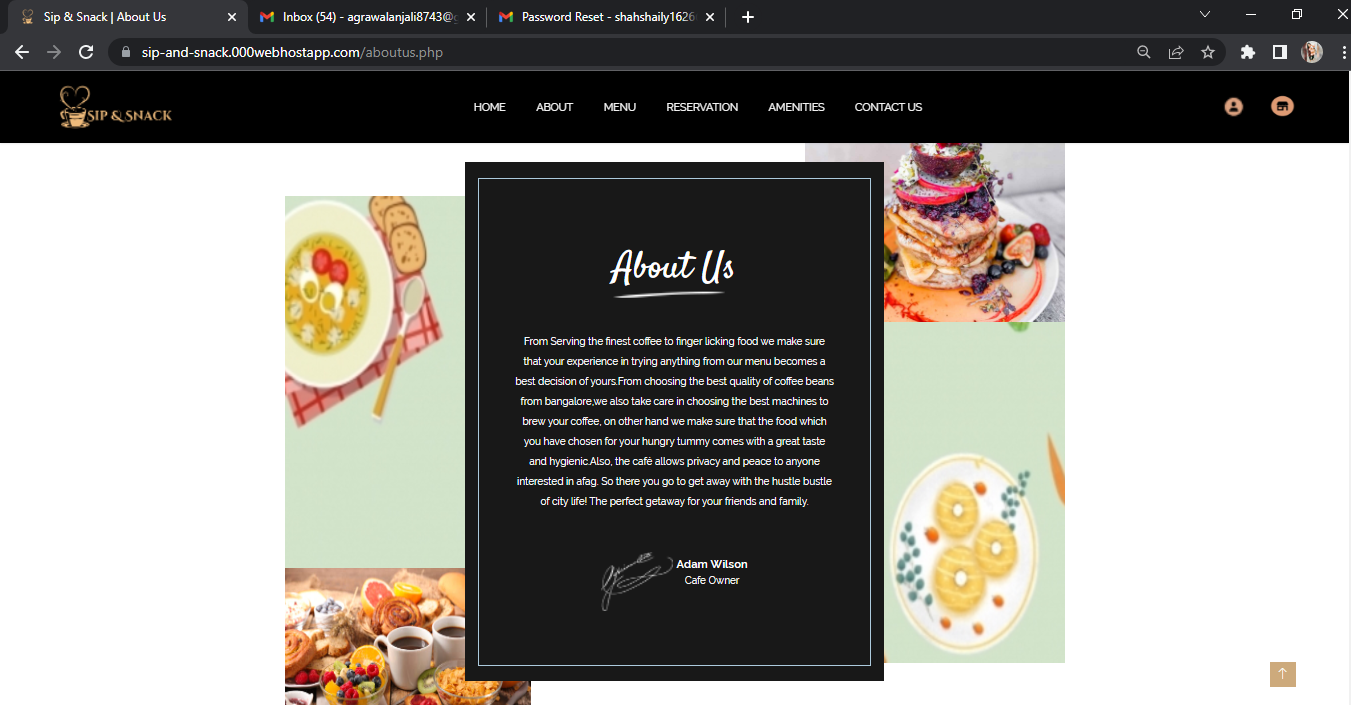 Sip & Snack | About Us
Inbox (54) - agrawalanjali8743@g
Password Reset - shahshaily1626
sip-and-snack.000webhostapp.com/aboutus.php
SIP & SNACK
HOME ABOUT MENU RESERVATION AMENITIES CONTACT US
About Us
From Serving the finest coffee to finger licking food we make sure
that your experience in trying anything from our menu becomes a
best decision of yours.From choosing the best quality of coffee beans
from bangalore,we also take care in choosing the best machines to
brew your coffee, on other hand we make sure that the food which
you have chosen for your hungry tummy comes with a great taste
and hygienic.Also, the café allows privacy and peace to anyone
interested in afag. So there you go to get away with the hustle bustle
of city life! The perfect getaway for your friends and family.
Adam Wilson
Cafe Owner